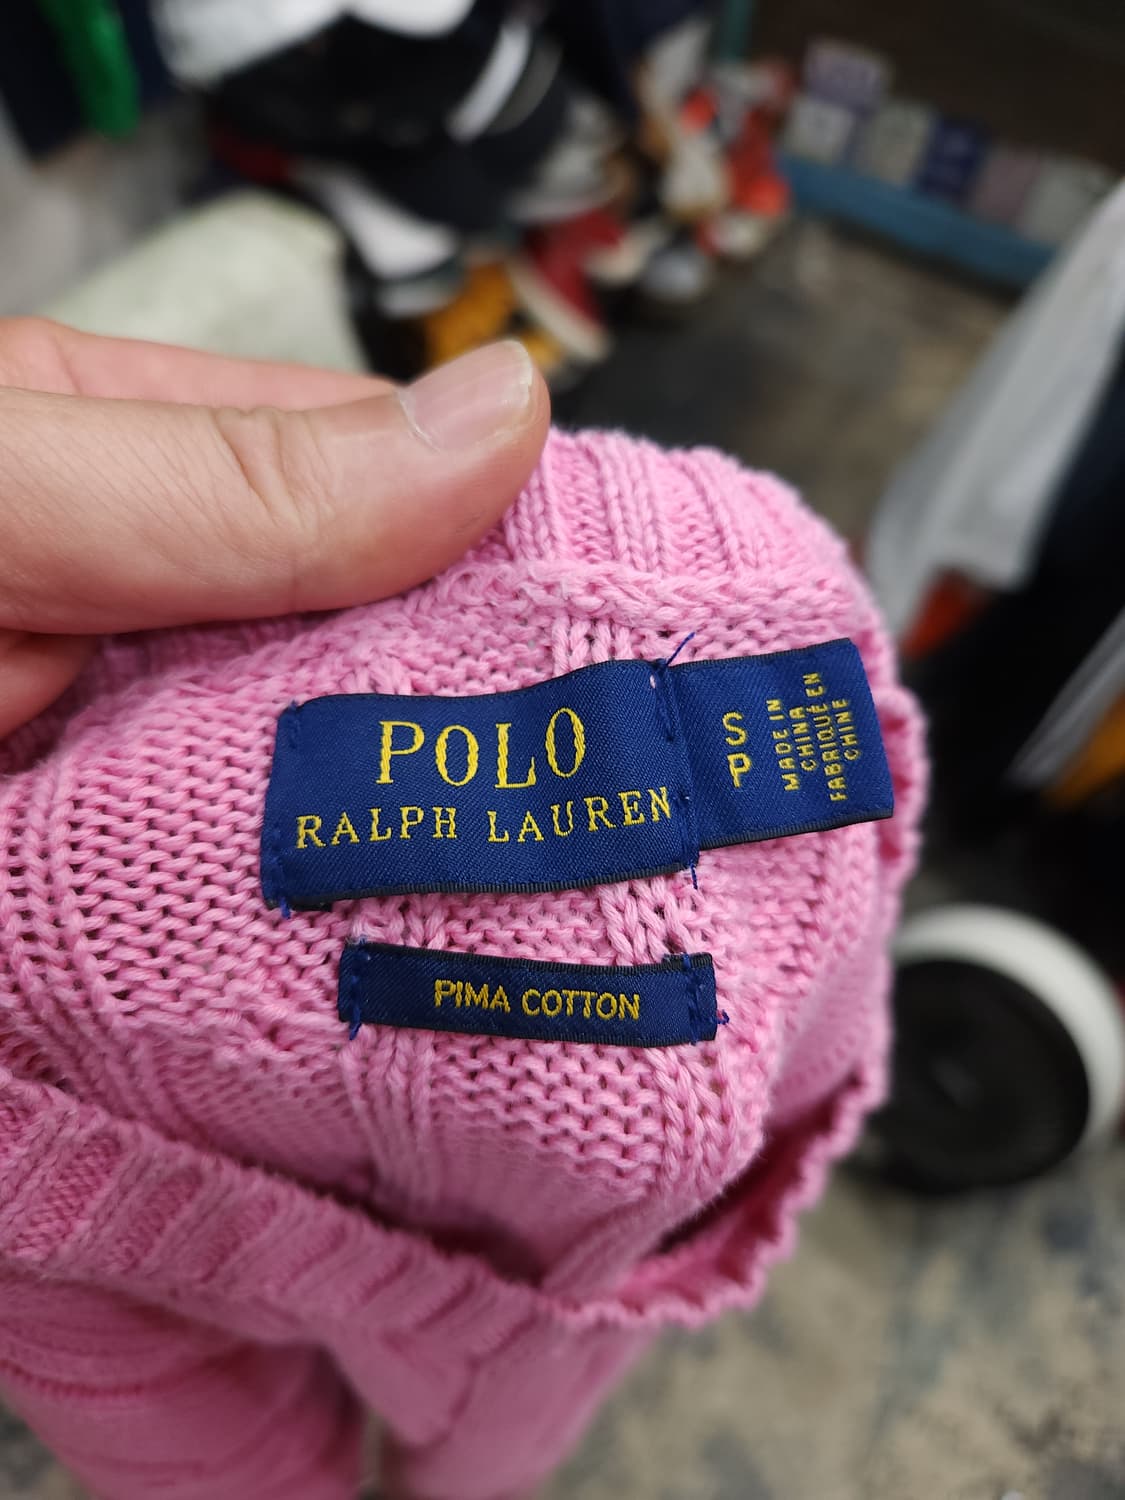 POLO
RALPH LAUREN
S
P
MADE IN
CHINA
FABRIQUÉ EN
CHINE
PIMA COTTON